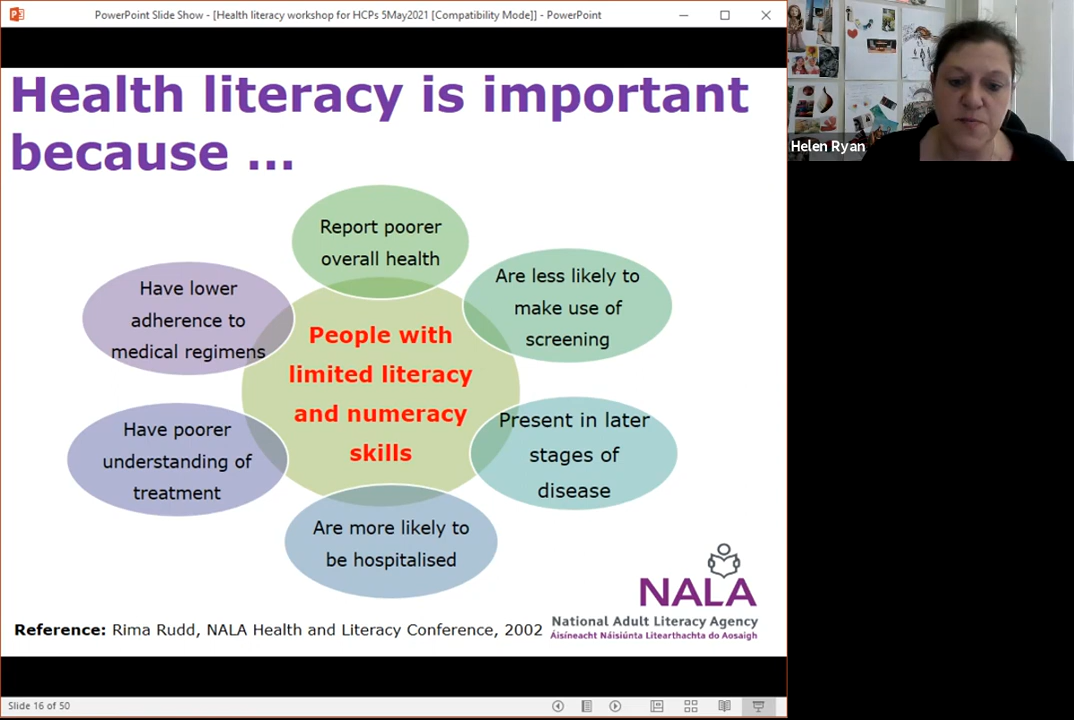 PowerPoint Slide Show - [Health literacy workshop for HCPs 5May2021 [Compatibility Mode]] - PowerPoint
Helen Ryan
Health literacy is important
because ...
Report poorer
overall health
Are less likely to
make use of
screening
Present in later
stages of
disease
Are more likely to
be hospitalised
Have poorer
understanding of
treatment
Have lower
adherence to
medical regimens
People with
limited literacy
and numeracy
skills
NALA
National Adult Literacy Agency
Áisíneacht Náisiúnta Litearthachta do Aosaigh
Reference: Rima Rudd, NALA Health and Literacy Conference, 2002
Slide 16 of 50